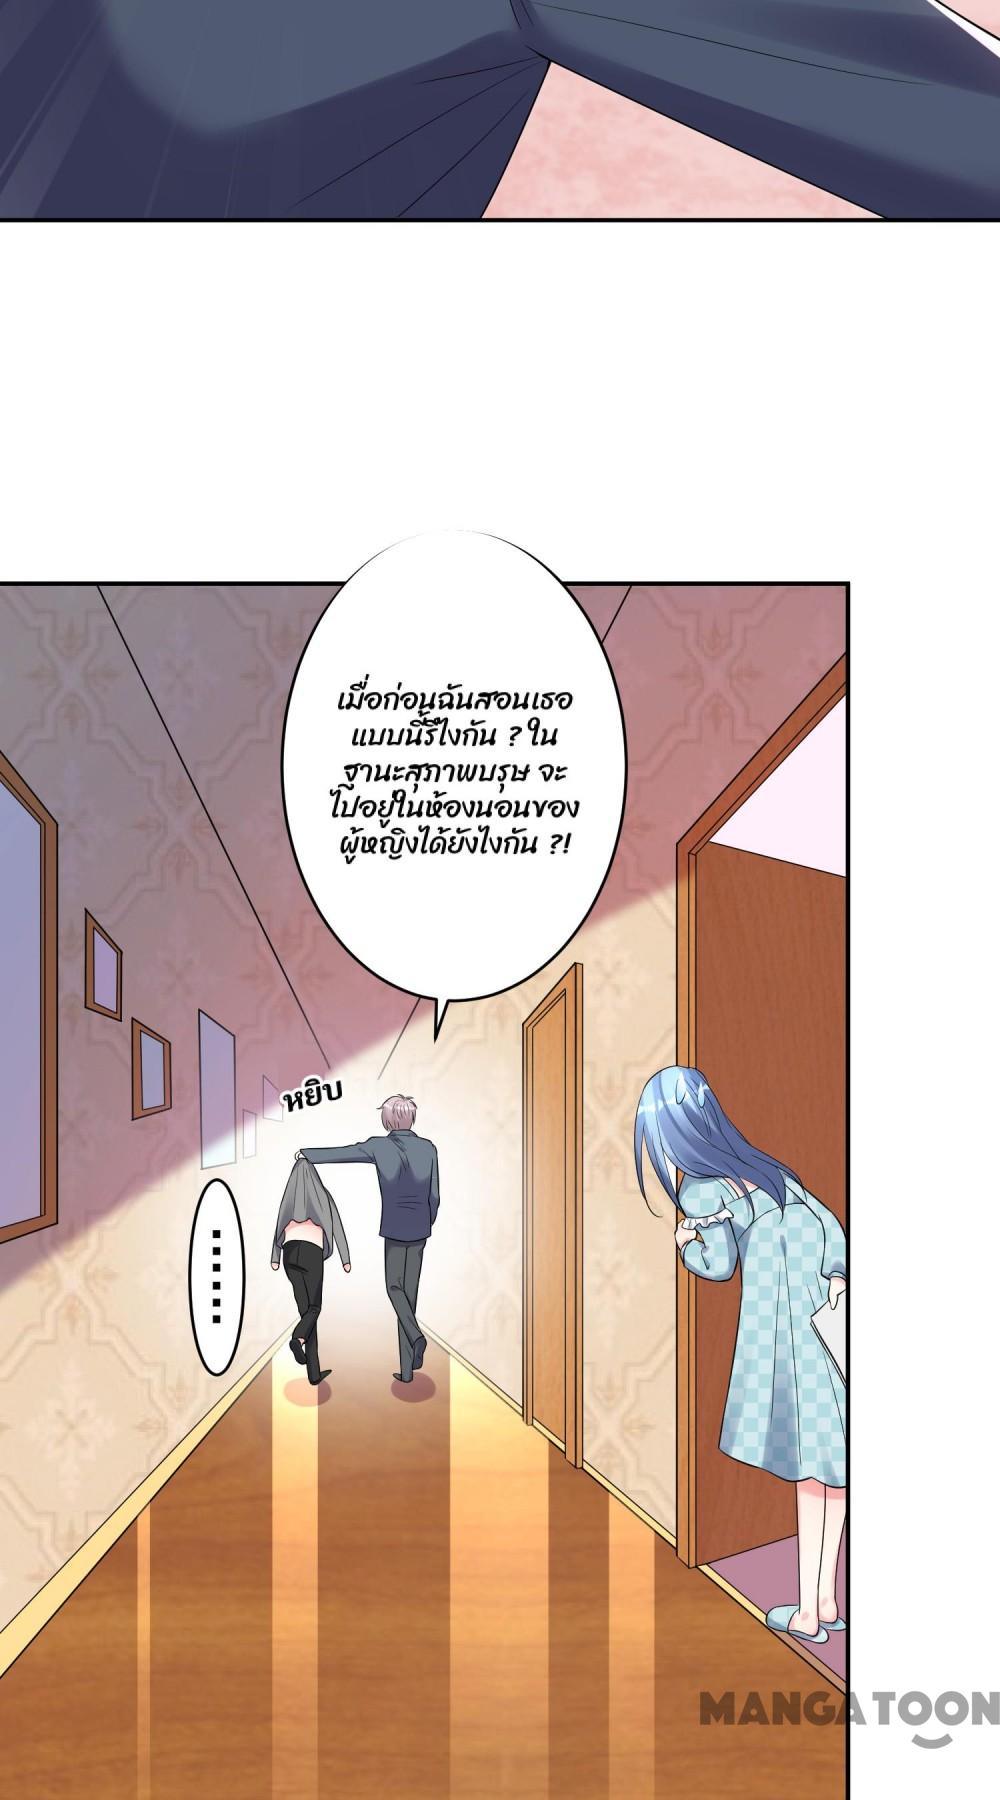 เมื่อก่อนฉันสอนเธอ
แบบนี้รึไงกัน ? ใน
ฐานะสุภาพบรุษ จะ
ไปอยู่ในห้องนอนของ
ผู้หญิงได้ยังไงกัน ?!
หยิบ
......
MANGATOON